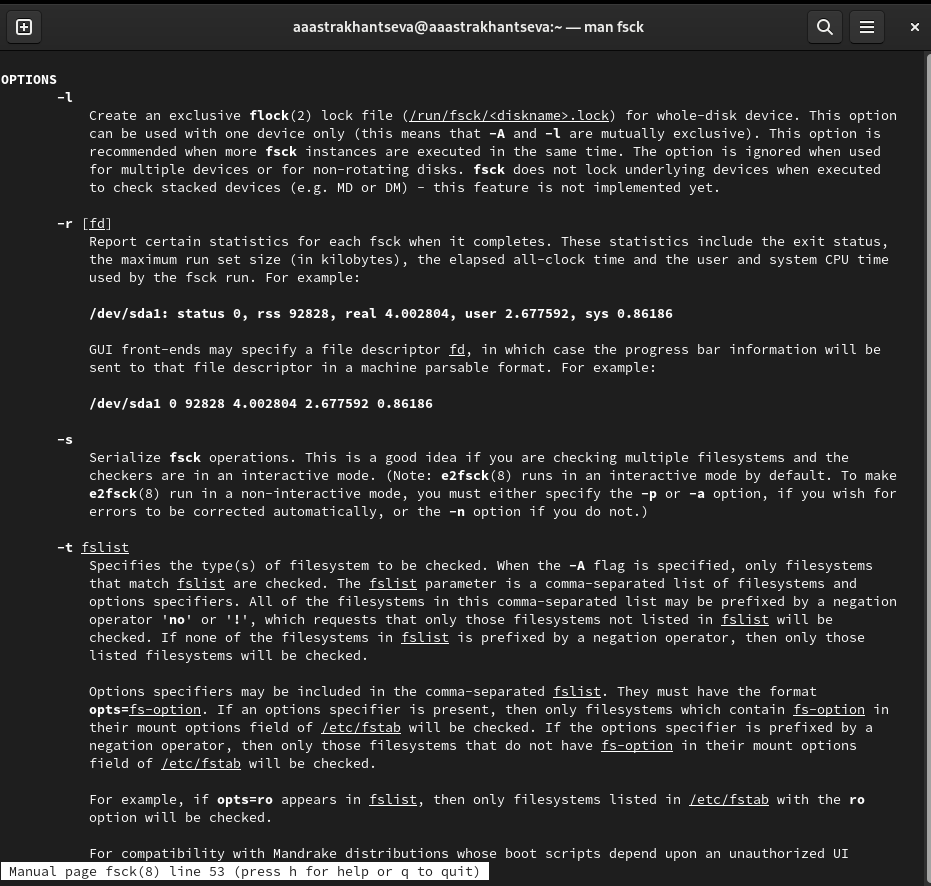 aaastrakhantseva@aaastrakhantseva:~ — man fsck
OPTIONS
-l
Create an exclusive flock(2) lock file (/run/fsck/<diskname>.lock) for whole-disk device. This option
can be used with one device only (this means that -A and -l are mutually exclusive). This option is
recommended when more fsck instances are executed in the same time. The option is ignored when used
for multiple devices or for non-rotating disks. fsck does not lock underlying devices when executed
to check stacked devices (e.g. MD or DM) - this feature is not implemented yet.
-r [fd]
Report certain statistics for each fsck when it completes. These statistics include the exit status,
the maximum run set size (in kilobytes), the elapsed all-clock time and the user and system CPU time
used by the fsck run. For example:
/dev/sda1: status 0, rss 92828, real 4.002804, user 2.677592, sys 0.86186
GUI front-ends may specify a file descriptor fd, in which case the progress bar information will be
sent to that file descriptor in a machine parsable format. For example:
/dev/sda1 0 92828 4.002804 2.677592 0.86186
-s
Serialize fsck operations. This is a good idea if you are checking multiple filesystems and the
checkers are in an interactive mode. (Note: e2fsck(8) runs in an interactive mode by default. To make
e2fsck(8) run in a non-interactive mode, you must either specify the -p or -a option, if you wish for
errors to be corrected automatically, or the -n option if you do not.)
-t fslist
Specifies the type(s) of filesystem to be checked. When the -A flag is specified, only filesystems
that match fslist are checked. The fslist parameter is a comma-separated list of filesystems and
options specifiers. All of the filesystems in this comma-separated list may be prefixed by a negation
operator 'no' or '!', which requests that only those filesystems not listed in fslist will be
checked. If none of the filesystems in fslist is prefixed by a negation operator, then only those
listed filesystems will be checked.
Options specifiers may be included in the comma-separated fslist. They must have the format
opts=fs-option. If an options specifier is present, then only filesystems which contain fs-option in
their mount options field of /etc/fstab will be checked. If the options specifier is prefixed by a
negation operator, then only those filesystems that do not have fs-option in their mount options
field of /etc/fstab will be checked.
For example, if opts=ro appears in fslist, then only filesystems listed in /etc/fstab with the ro
option will be checked.
For compatibility with Mandrake distributions whose boot scripts depend upon an unauthorized UI
Manual page fsck(8) line 53 (press h for help or q to quit)